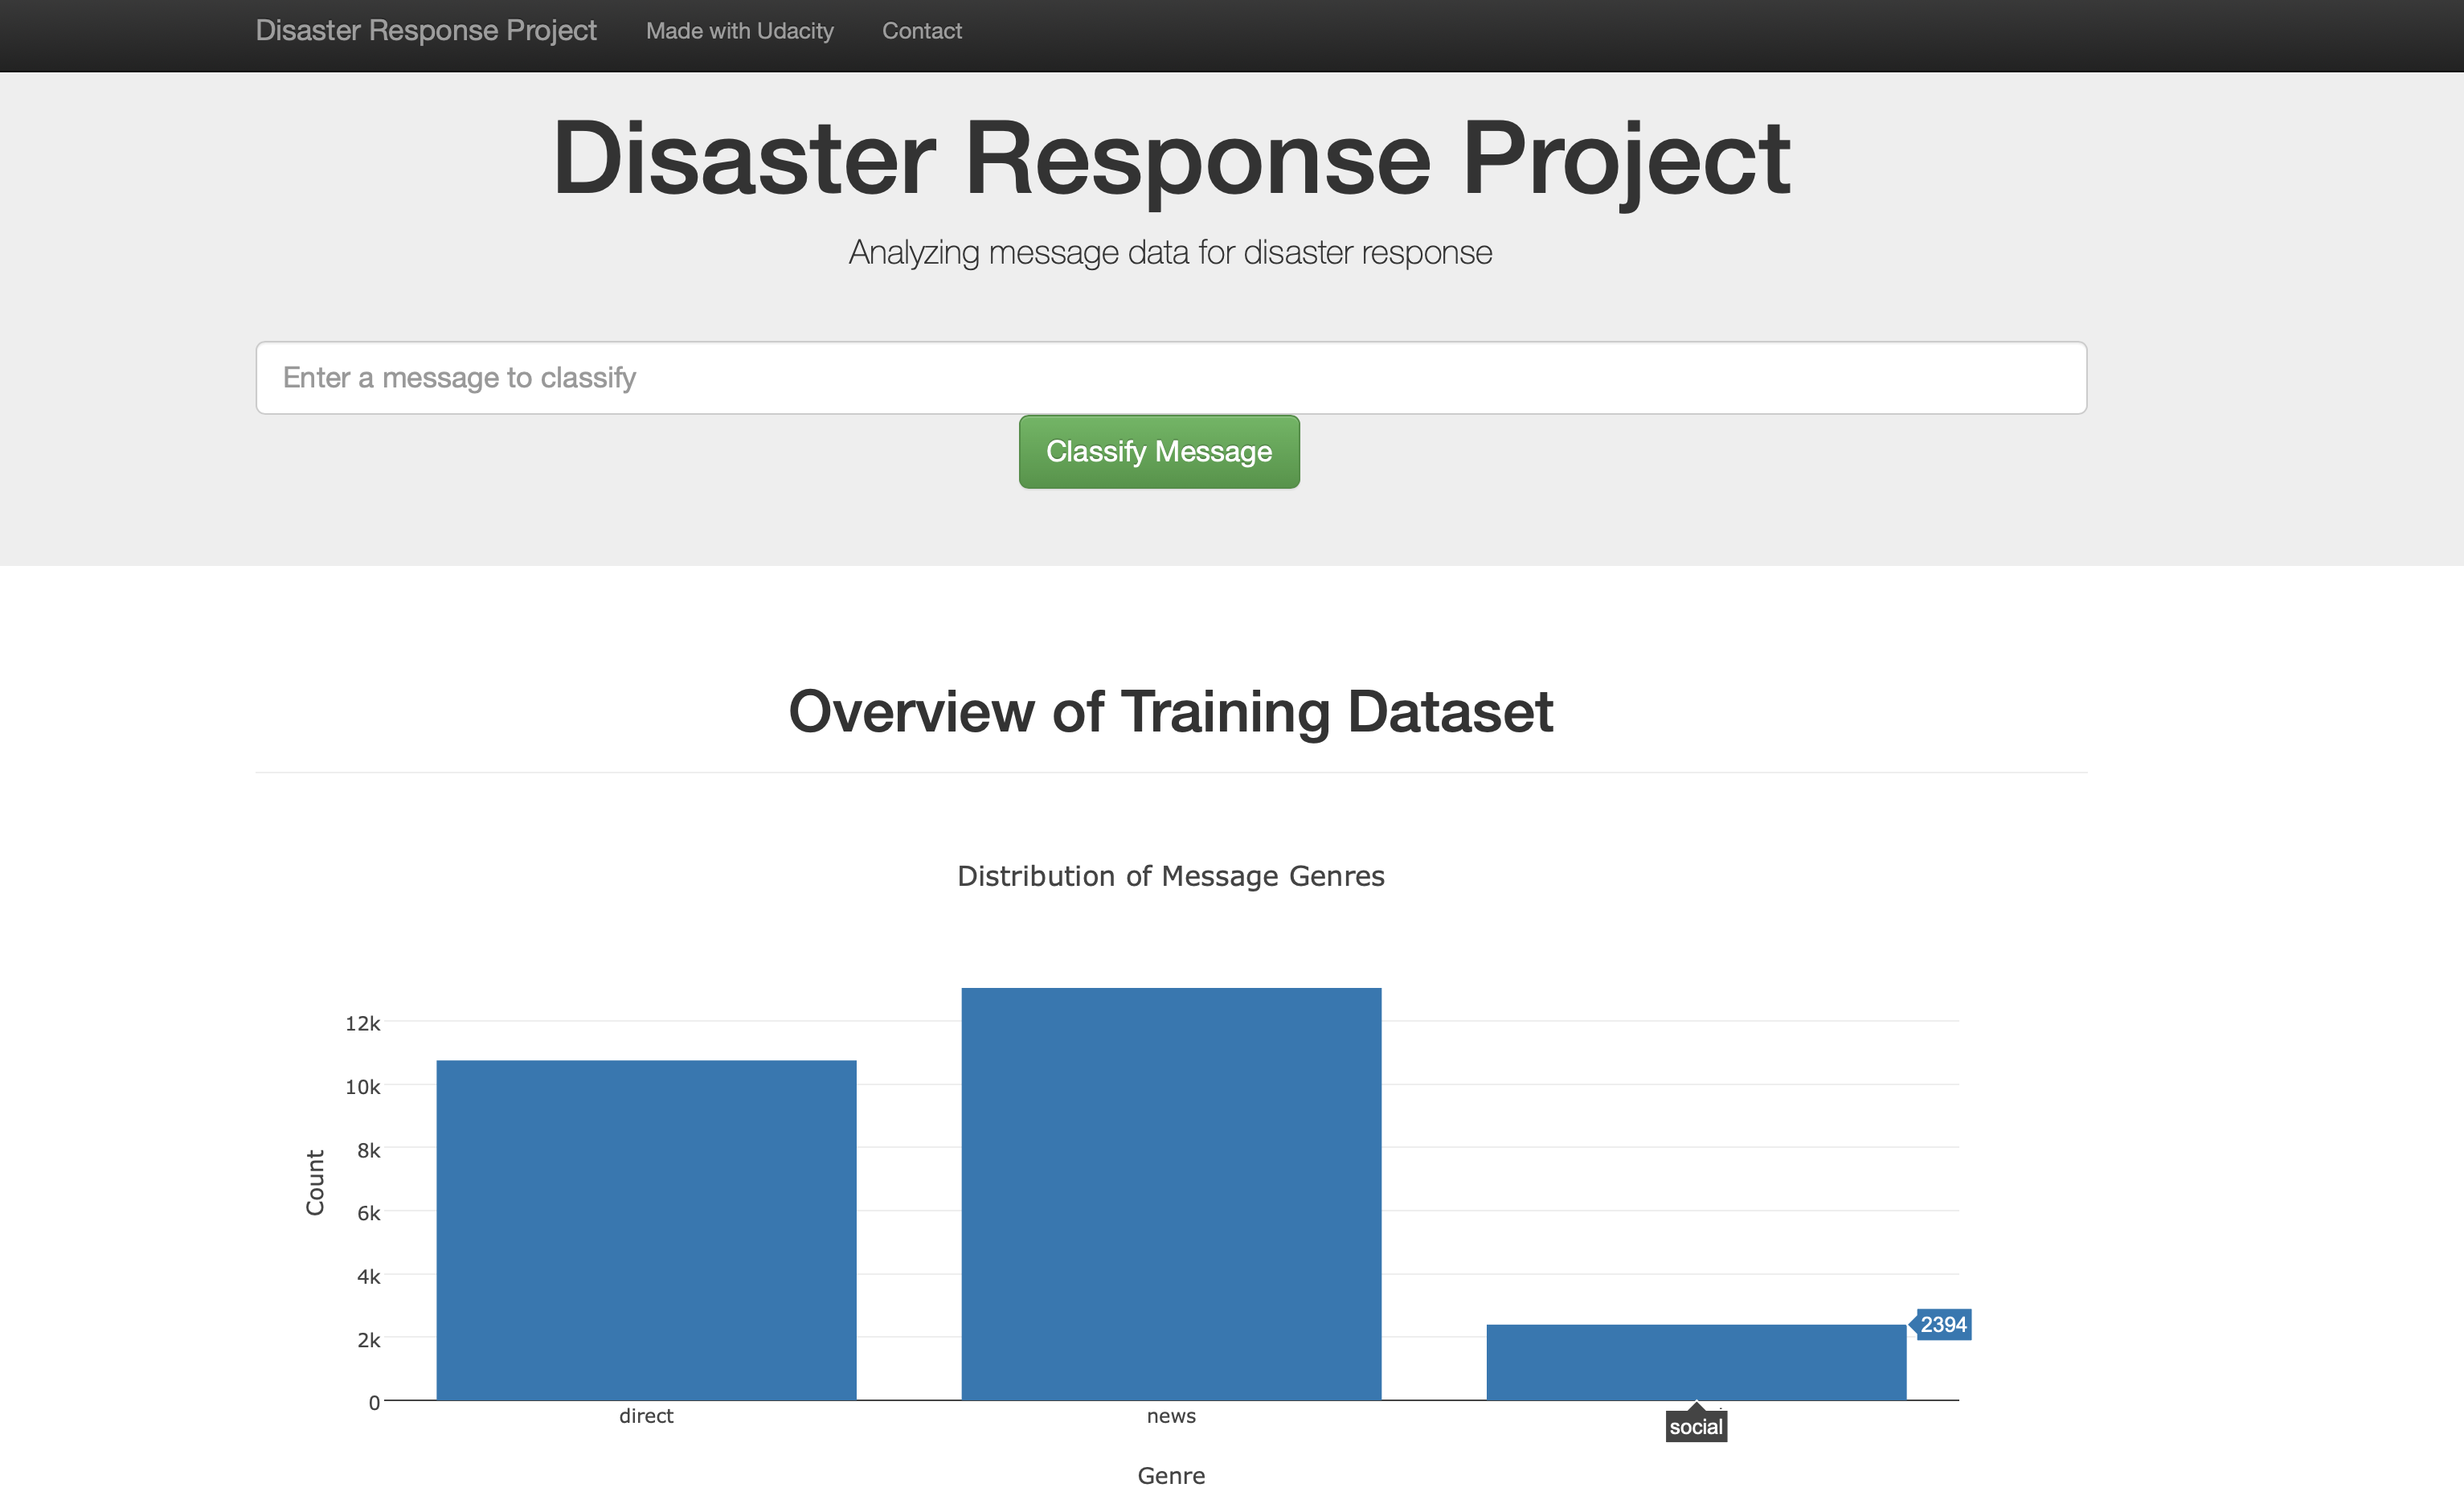 Disaster Response Project Made with Udacity Contact
Disaster Response Project
Analyzing message data for disaster response
Enter a message to classify
Classify Message
Overview of Training Dataset
Distribution of Message Genres
12k
10k
8k
6k
4k
2k
0
Count
2394
direct news social
Genre